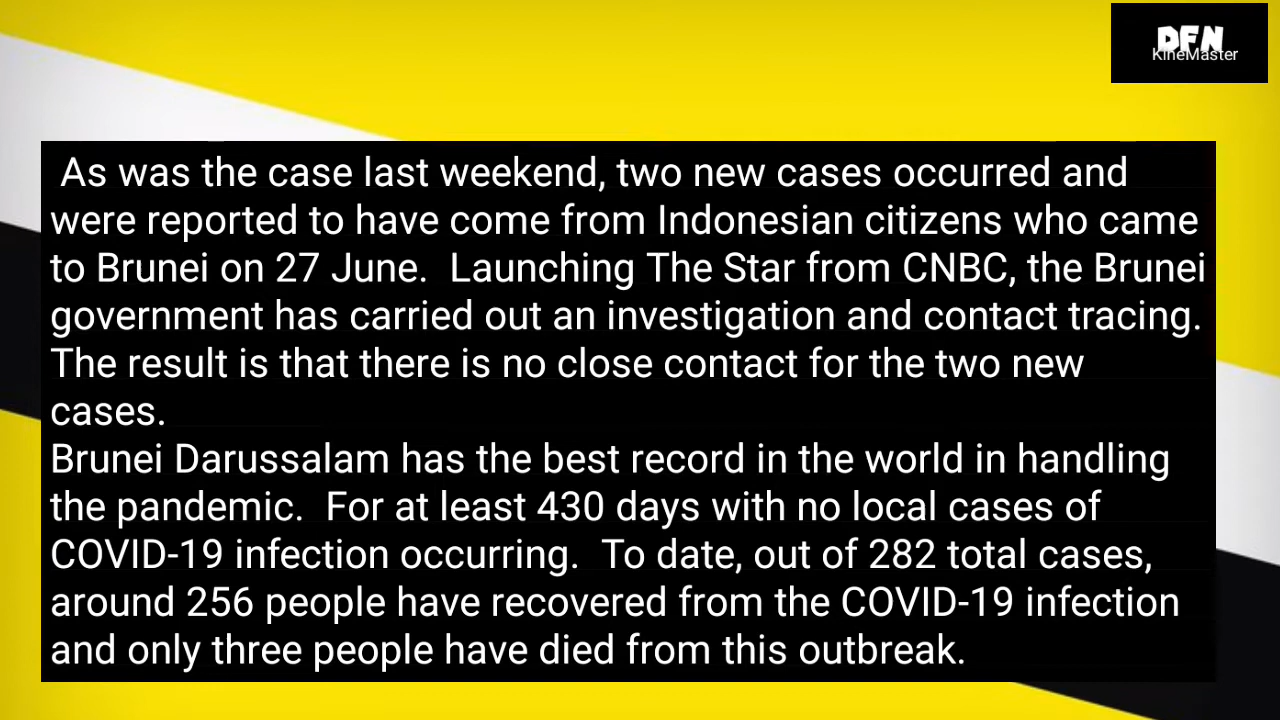 DFN
KineMaster
As was the case last weekend, two new cases occurred and
were reported to have come from Indonesian citizens who came
to Brunei on 27 June.  Launching The Star from CNBC, the Brunei
government has carried out an investigation and contact tracing.
The result is that there is no close contact for the two new
cases.
Brunei Darussalam has the best record in the world in handling
the pandemic.  For at least 430 days with no local cases of
COVID-19 infection occurring.  To date, out of 282 total cases,
around 256 people have recovered from the COVID-19 infection
and only three people have died from this outbreak.